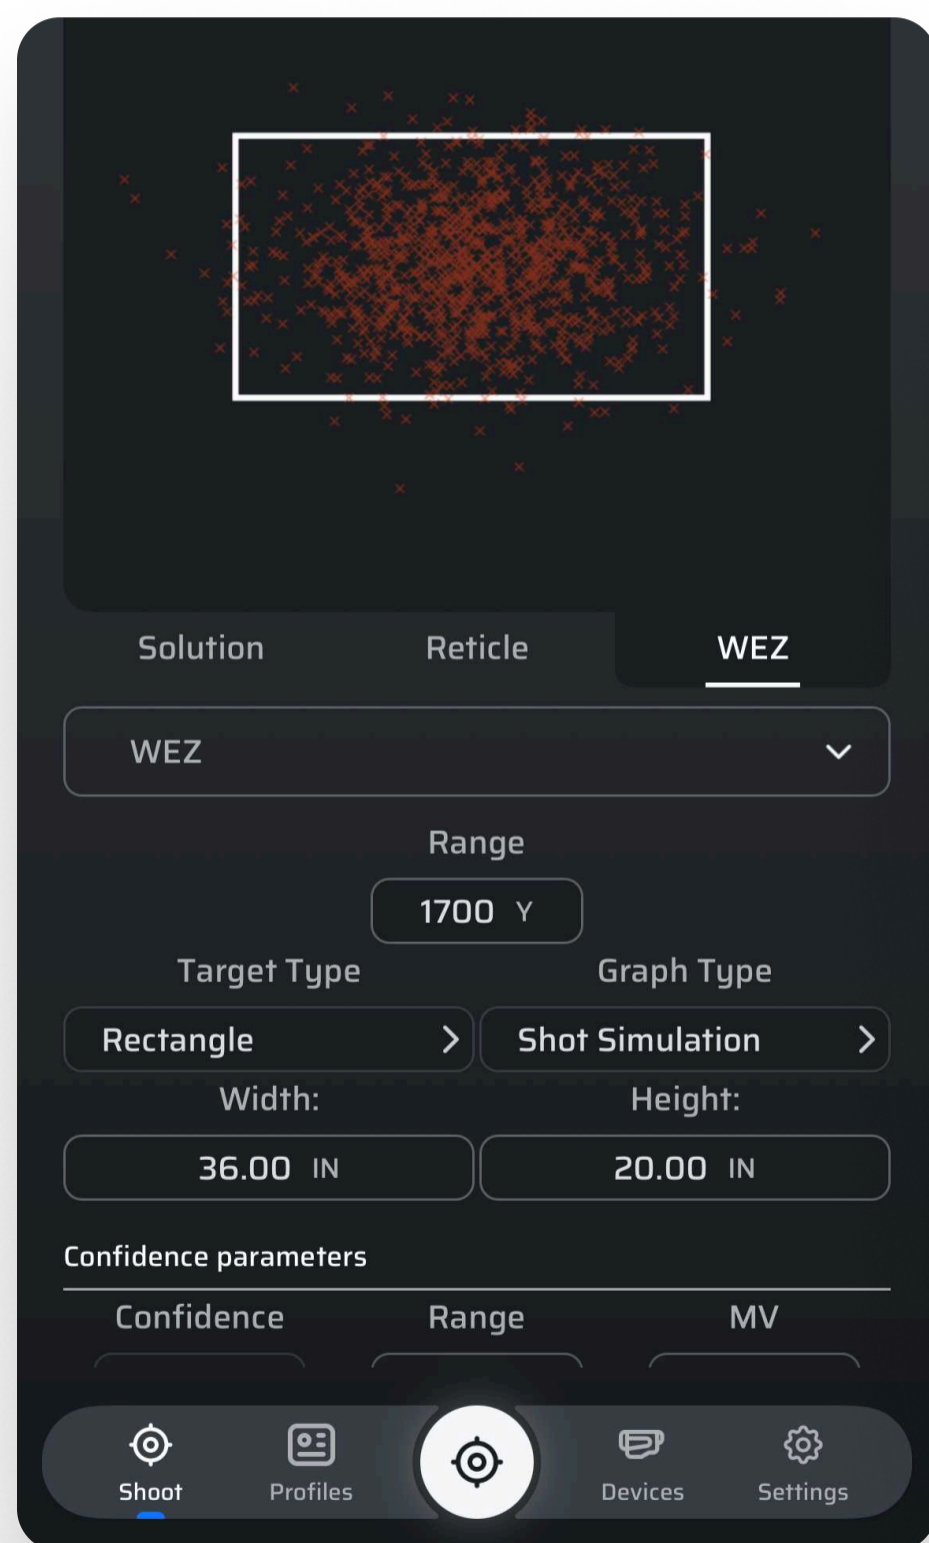 Solution Reticle WEZ
WEZ
Range
1700 Y
Target Type Graph Type
Rectangle Shot Simulation
Width: Height:
36.00 IN 20.00 IN
Confidence parameters
Confidence Range MV
Shoot Profiles Devices Settings